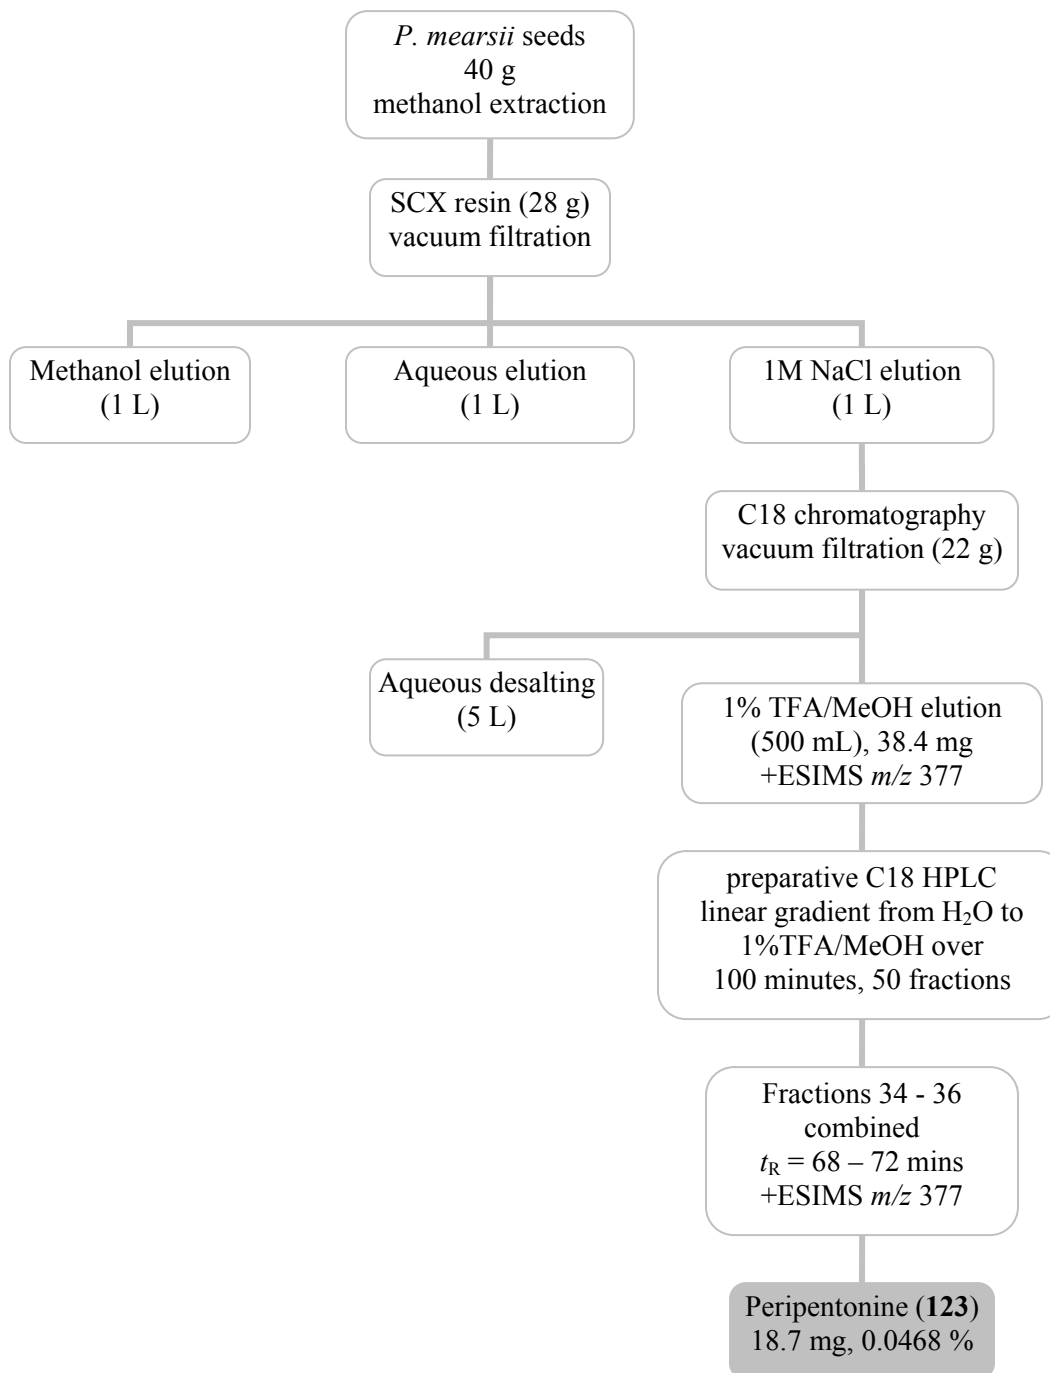 P. mearsii seeds
40 g
methanol extraction
SCX resin (28 g)
vacuum filtration
Methanol elution
(1 L)
Aqueous elution
(1 L)
1M NaCl elution
(1 L)
C18 chromatography
vacuum filtration (22 g)
Aqueous desalting
(5 L)
1% TFA/MeOH elution
(500 mL), 38.4 mg
+ESIMS m/z 377
preparative C18 HPLC
linear gradient from H₂O to
1%TFA/MeOH over
100 minutes, 50 fractions
Fractions 34 - 36
combined
tR = 68 – 72 mins
+ESIMS m/z 377
Peripentonine (123)
18.7 mg, 0.0468 %